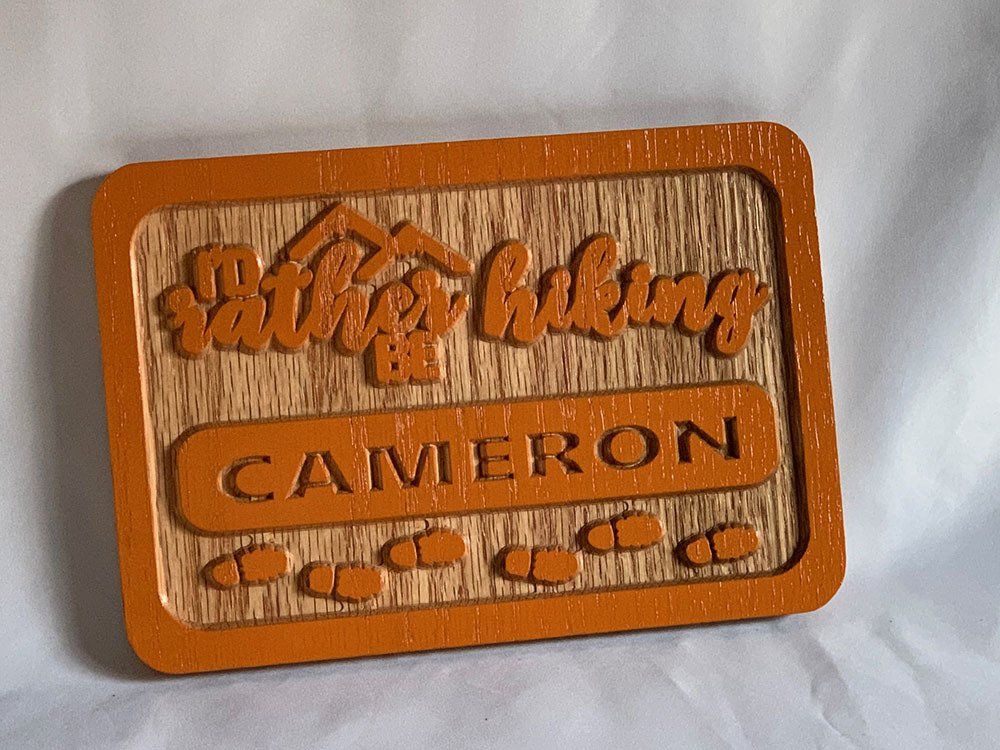 I'D
rather hiking
BE
CAMERON